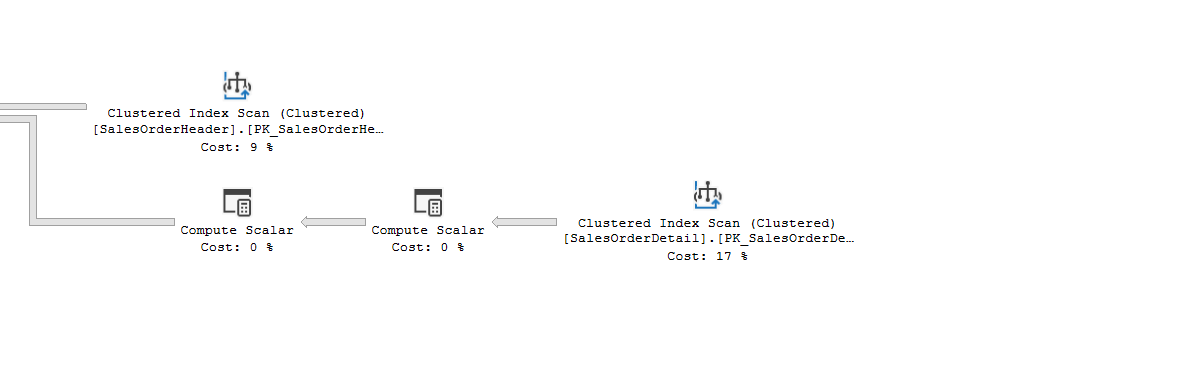 Clustered Index Scan (Clustered)
[SalesOrderHeader].[PK_SalesOrderHe…
Cost: 9 %
Compute Scalar
Cost: 0 %
Compute Scalar
Cost: 0 %
Clustered Index Scan (Clustered)
[SalesOrderDetail].[PK_SalesOrderDe…
Cost: 17 %